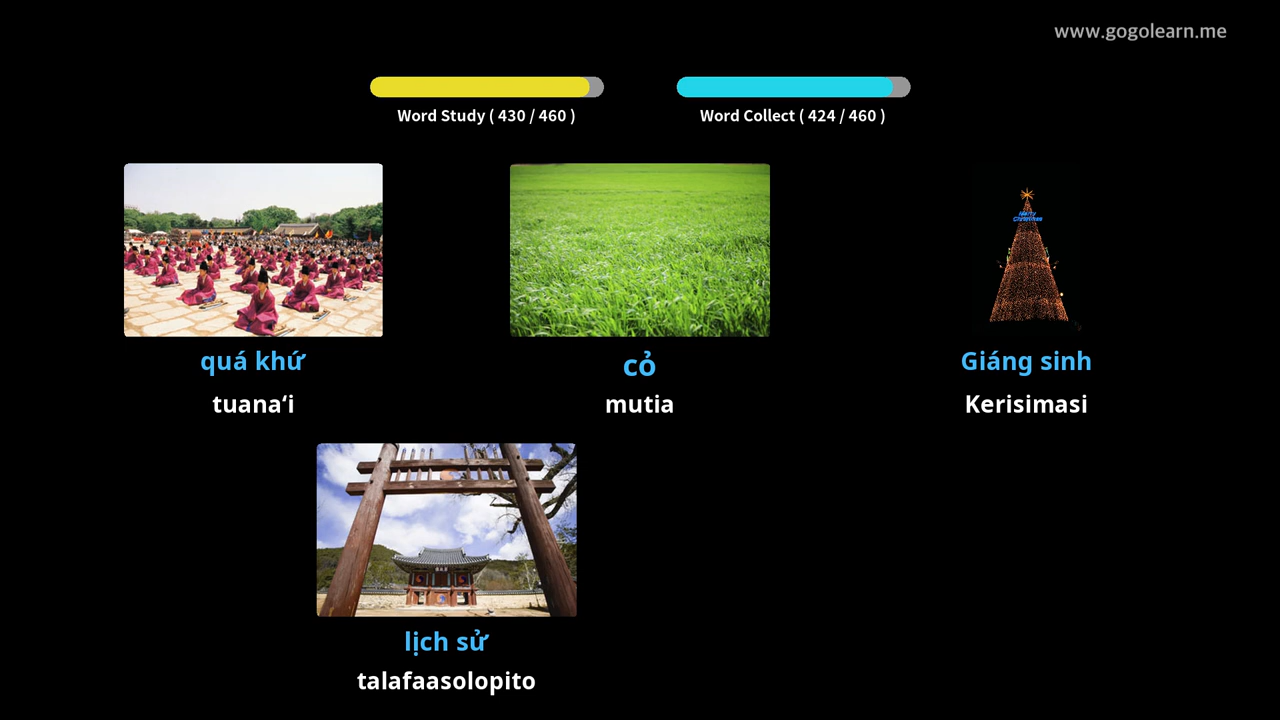 www.gogolearn.me
Word Study ( 430 / 460 )
Word Collect ( 424 / 460 )
quá khứ
cỏ
Giáng sinh
tuanaʻi
mutia
Kerisimasi
lịch sử
talafaasolopito